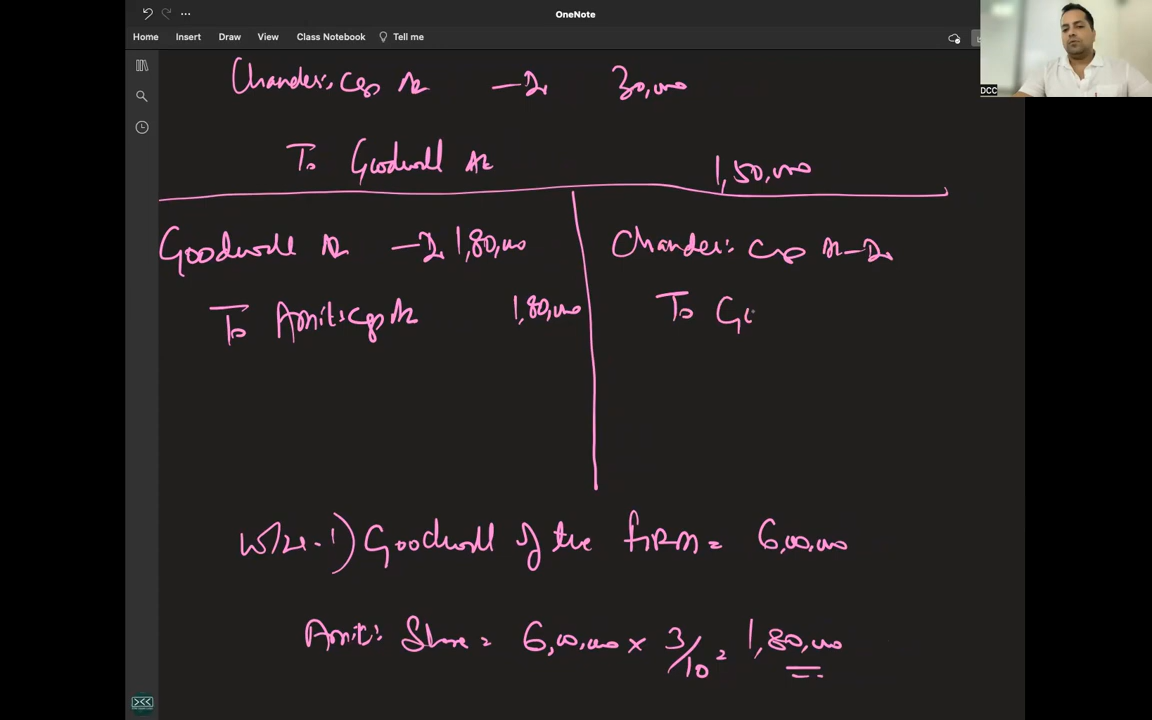 OneNote
Home Insert Draw View Class Notebook Tell me
DCC
Chander's Cap A/c —Dr 30,000
To Goodwill A/c 1,50,000
Goodwill A/c —Dr 1,80,000
To Amit's Cap A/c 1,80,000
Chander's Cap A/c—Dr
To Go
W/N-1) Goodwill of the firm = 6,00,000
Amit's Share = 6,00,000 × 3/10 = 1,80,000